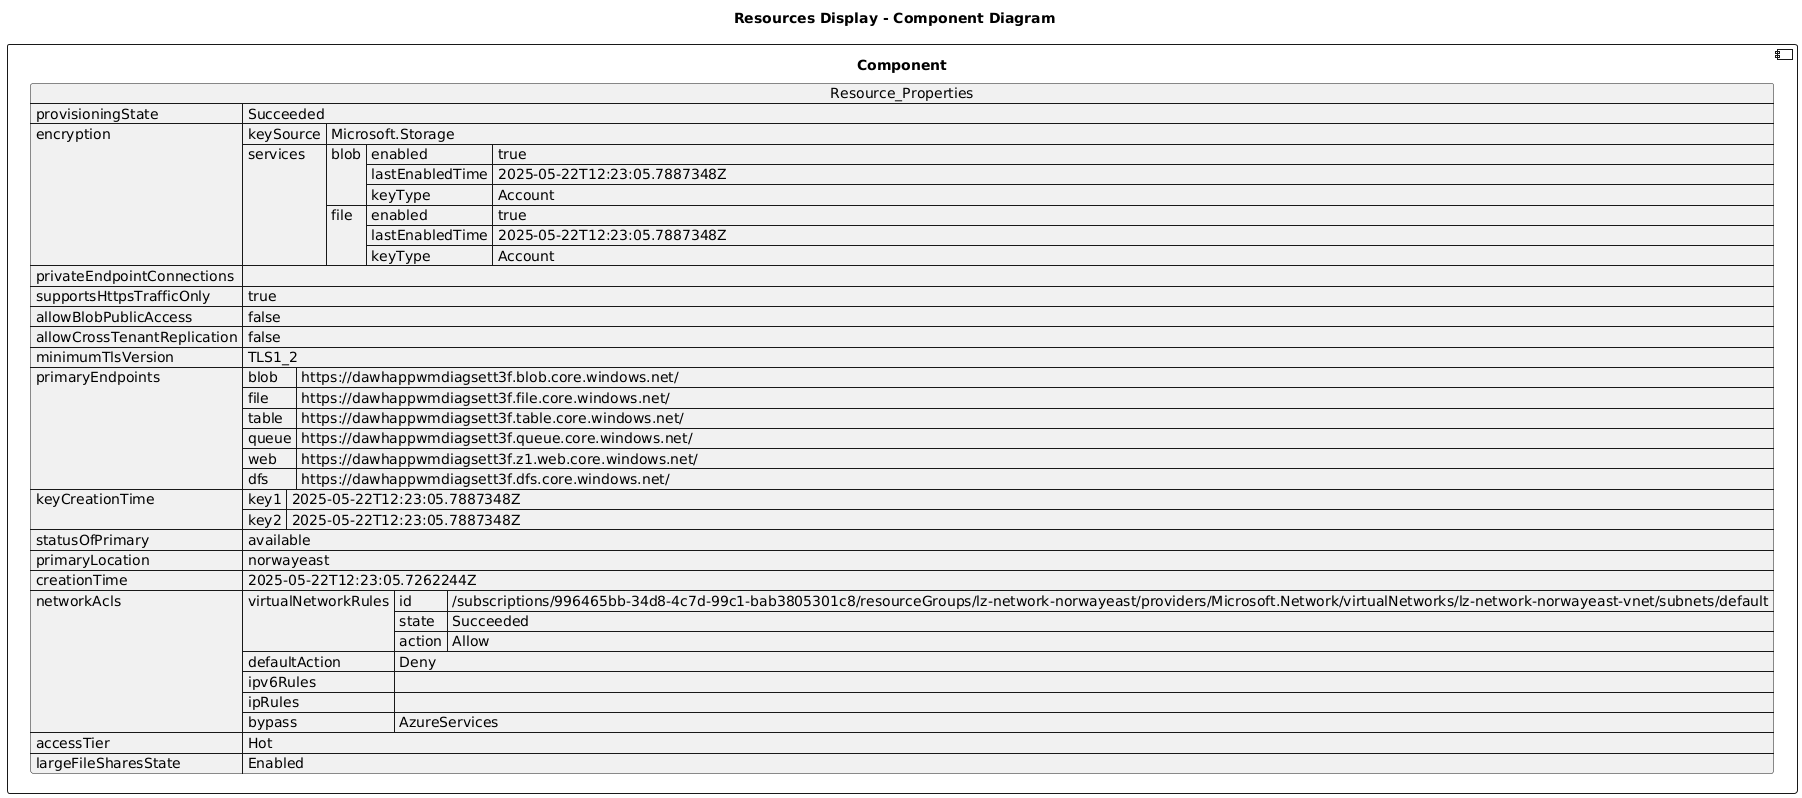 Resources Display - Component Diagram
Component
Resource_Properties
provisioningState Succeeded
encryption keySource Microsoft.Storage
services blob enabled true
lastEnabledTime 2025-05-22T12:23:05.7887348Z
keyType Account
file enabled true
lastEnabledTime 2025-05-22T12:23:05.7887348Z
keyType Account
privateEndpointConnections
supportsHttpsTrafficOnly true
allowBlobPublicAccess false
allowCrossTenantReplication false
minimumTlsVersion TLS1_2
primaryEndpoints blob https://dawhappwmdiagsett3f.blob.core.windows.net/
file https://dawhappwmdiagsett3f.file.core.windows.net/
table https://dawhappwmdiagsett3f.table.core.windows.net/
queue https://dawhappwmdiagsett3f.queue.core.windows.net/
web https://dawhappwmdiagsett3f.z1.web.core.windows.net/
dfs https://dawhappwmdiagsett3f.dfs.core.windows.net/
keyCreationTime key1 2025-05-22T12:23:05.7887348Z
key2 2025-05-22T12:23:05.7887348Z
statusOfPrimary available
primaryLocation norwayeast
creationTime 2025-05-22T12:23:05.7262244Z
networkAcls virtualNetworkRules id /subscriptions/996465bb-34d8-4c7d-99c1-bab3805301c8/resourceGroups/lz-network-norwayeast/providers/Microsoft.Network/virtualNetworks/lz-network-norwayeast-vnet/subnets/default
state Succeeded
action Allow
defaultAction Deny
ipv6Rules
ipRules
bypass AzureServices
accessTier Hot
largeFileSharesState Enabled